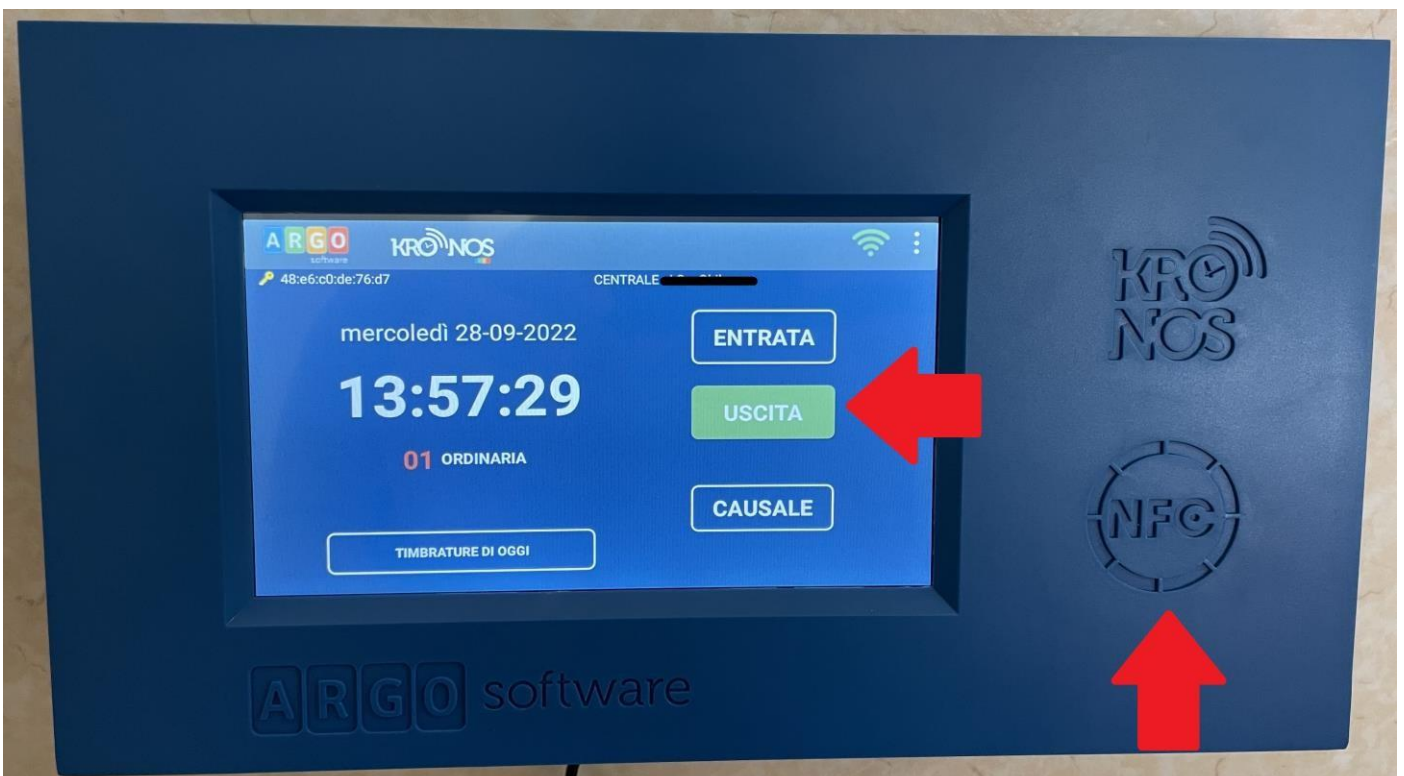 ARGO
software
KRONOS
48:e6:c0:de:76:d7
CENTRALE
mercoledì 28-09-2022
13:57:29
01 ORDINARIA
TIMBRATURE DI OGGI
ENTRATA
USCITA
CAUSALE
KRO
NOS
NFC
ARGO software